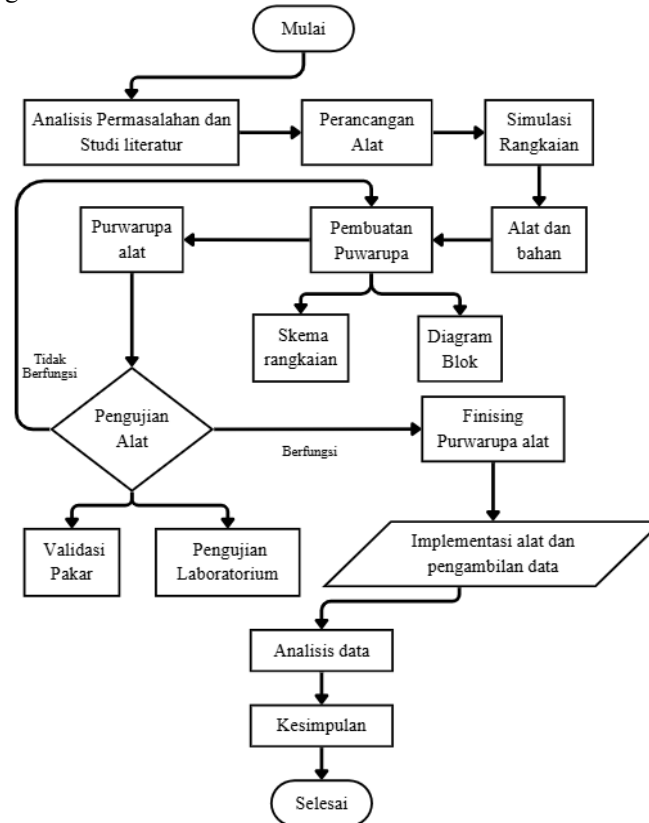 Mulai
Analisis Permasalahan dan
Studi literatur
Perancangan
Alat
Simulasi
Rangkaian
Alat dan
bahan
Pembuatan
Puwarupa
Purwarupa
alat
Skema
rangkaian
Diagram
Blok
Tidak
Berfungsi
Pengujian
Alat
Berfungsi
Finising
Purwarupa alat
Validasi
Pakar
Pengujian
Laboratorium
Implementasi alat dan
pengambilan data
Analisis data
Kesimpulan
Selesai